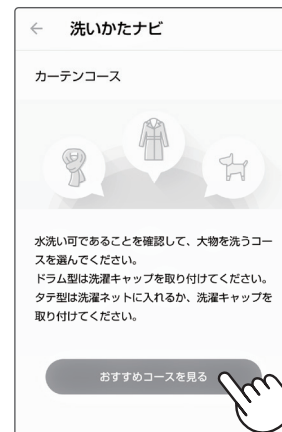 ← 洗いかたナビ
カーテンコース
水洗い可であることを確認して、大物を洗うコー
スを選んでください。
ドラム型は洗濯キャップを取り付けてください。
タテ型は洗濯ネットに入れるか、洗濯キャップを
取り付けてください。
おすすめコースを見る